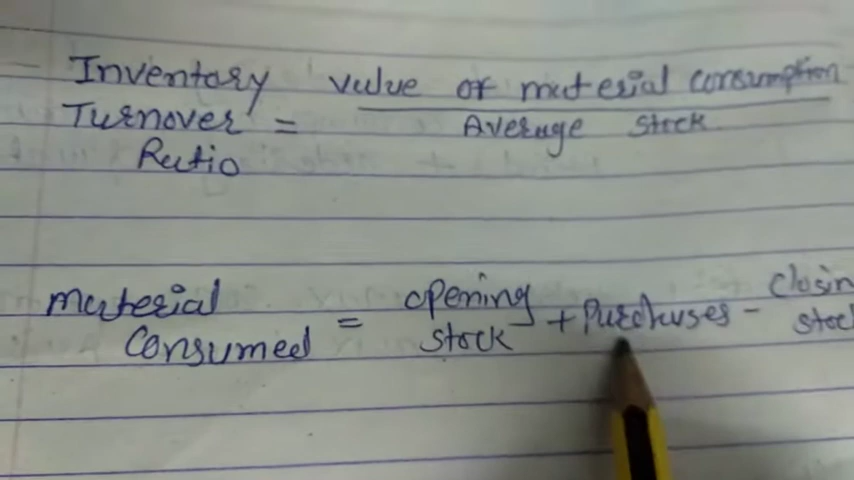 Inventory value of material consumption
Turnover = Average stock
Ratio
material opening closin
Consumed = stock + Purchases - stoc